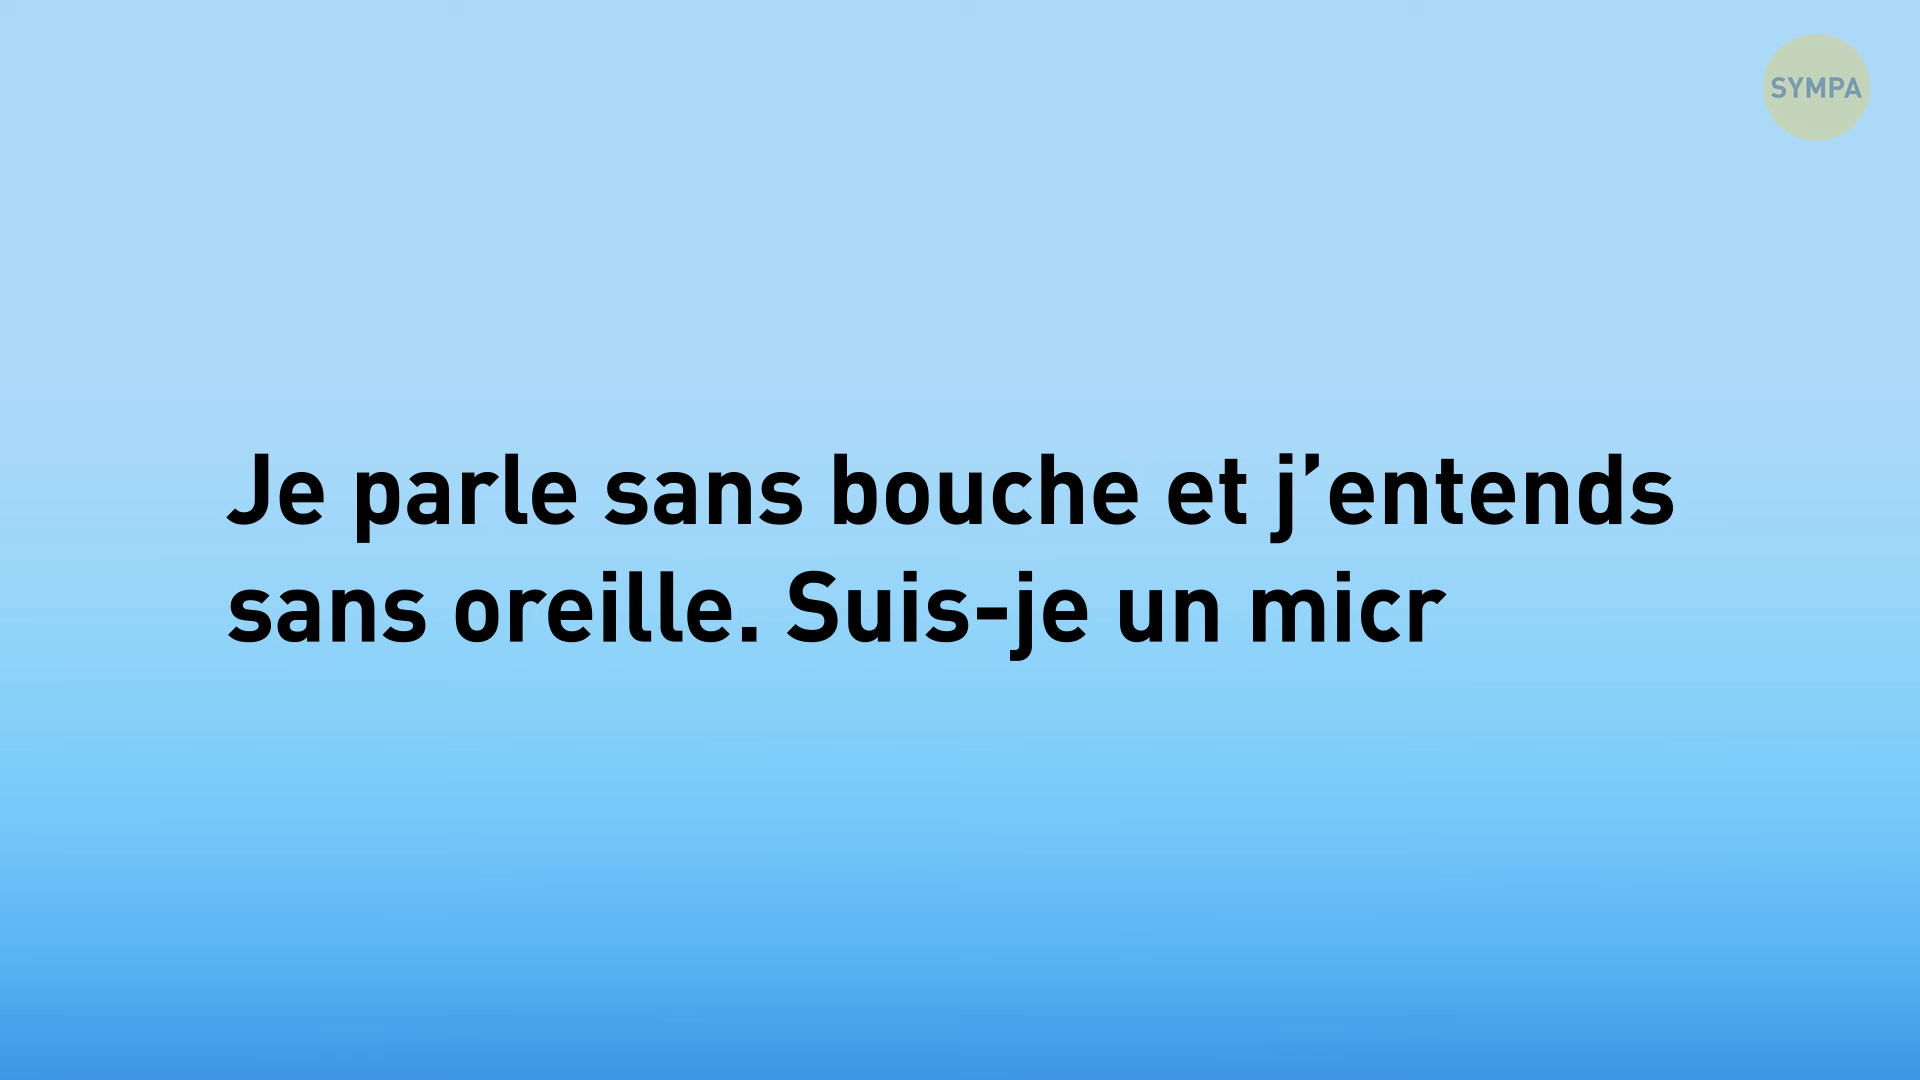 SYMPA
Je parle sans bouche et j’entends
sans oreille. Suis-je un micr